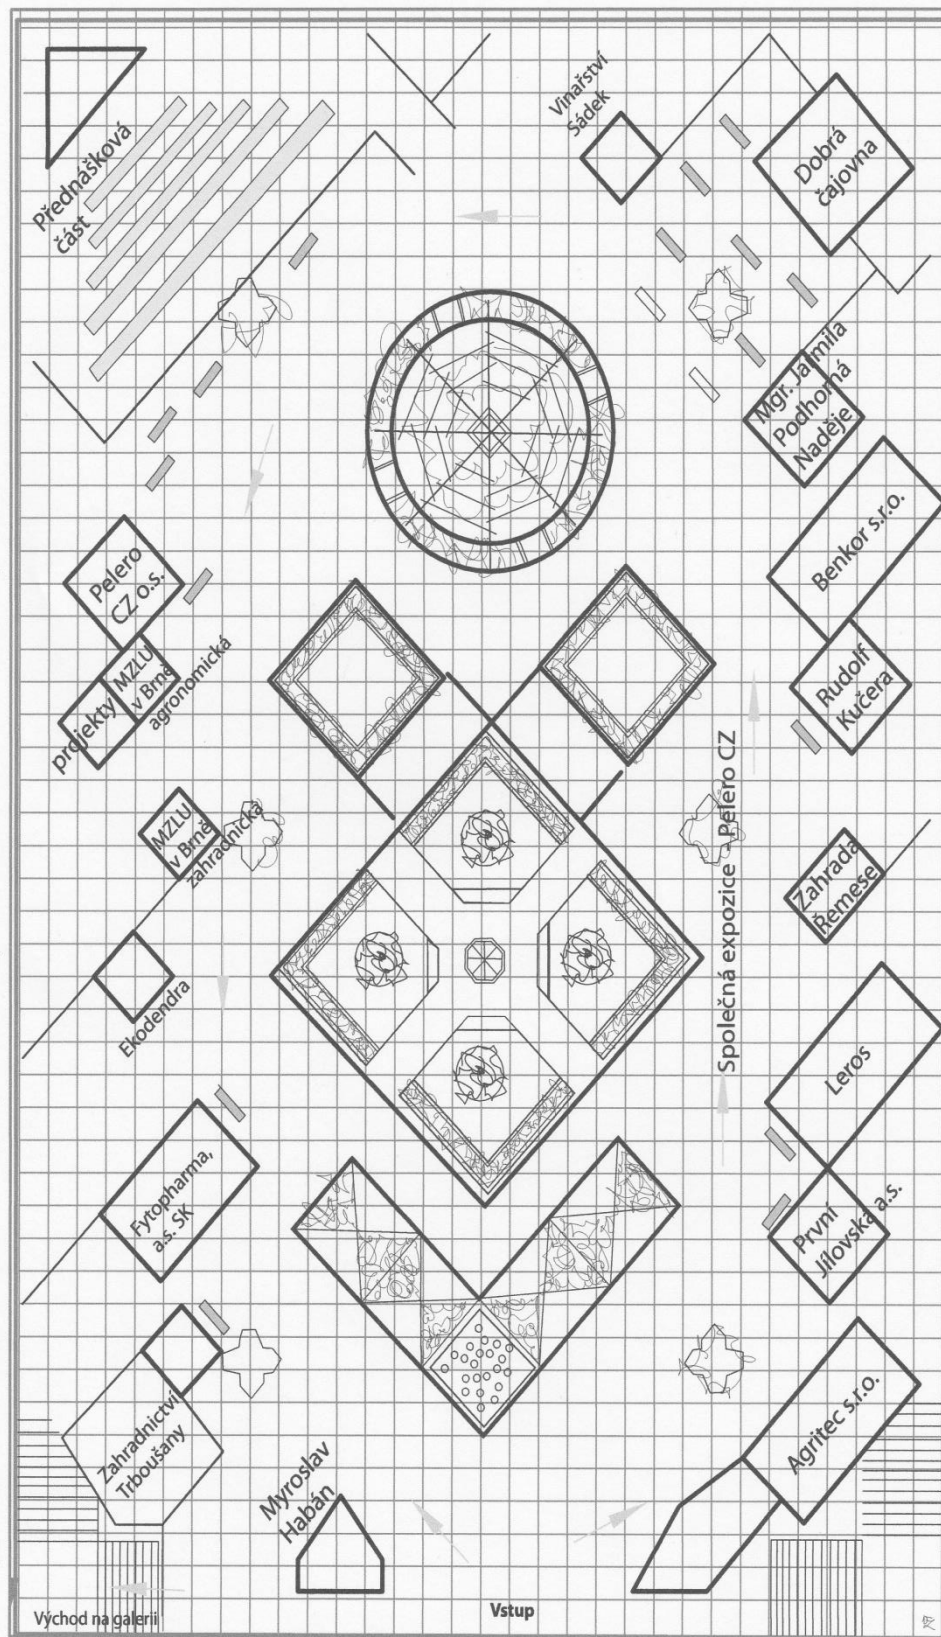 Přednášková
část
Vinařství
Sádek
Dobrá
čajovna
Mgr. Jarmila
Podhorná
Naděje
Benkor s.r.o.
Pelero
CZ o.s.
projekty
MZLU
v Brně
agronomická
Rudolf
Kučera
MZLU
v Brně
zahradnická
Společná expozice - Pelero CZ
Zahrada
Řemesel
Ekodendra
Leros
Fytopharma,
a.s. SK
První
Jílovská a.s.
Zahradnictví
Trboušany
Agritec s.r.o.
Myroslav
Habán
Východ na galerii
Vstup